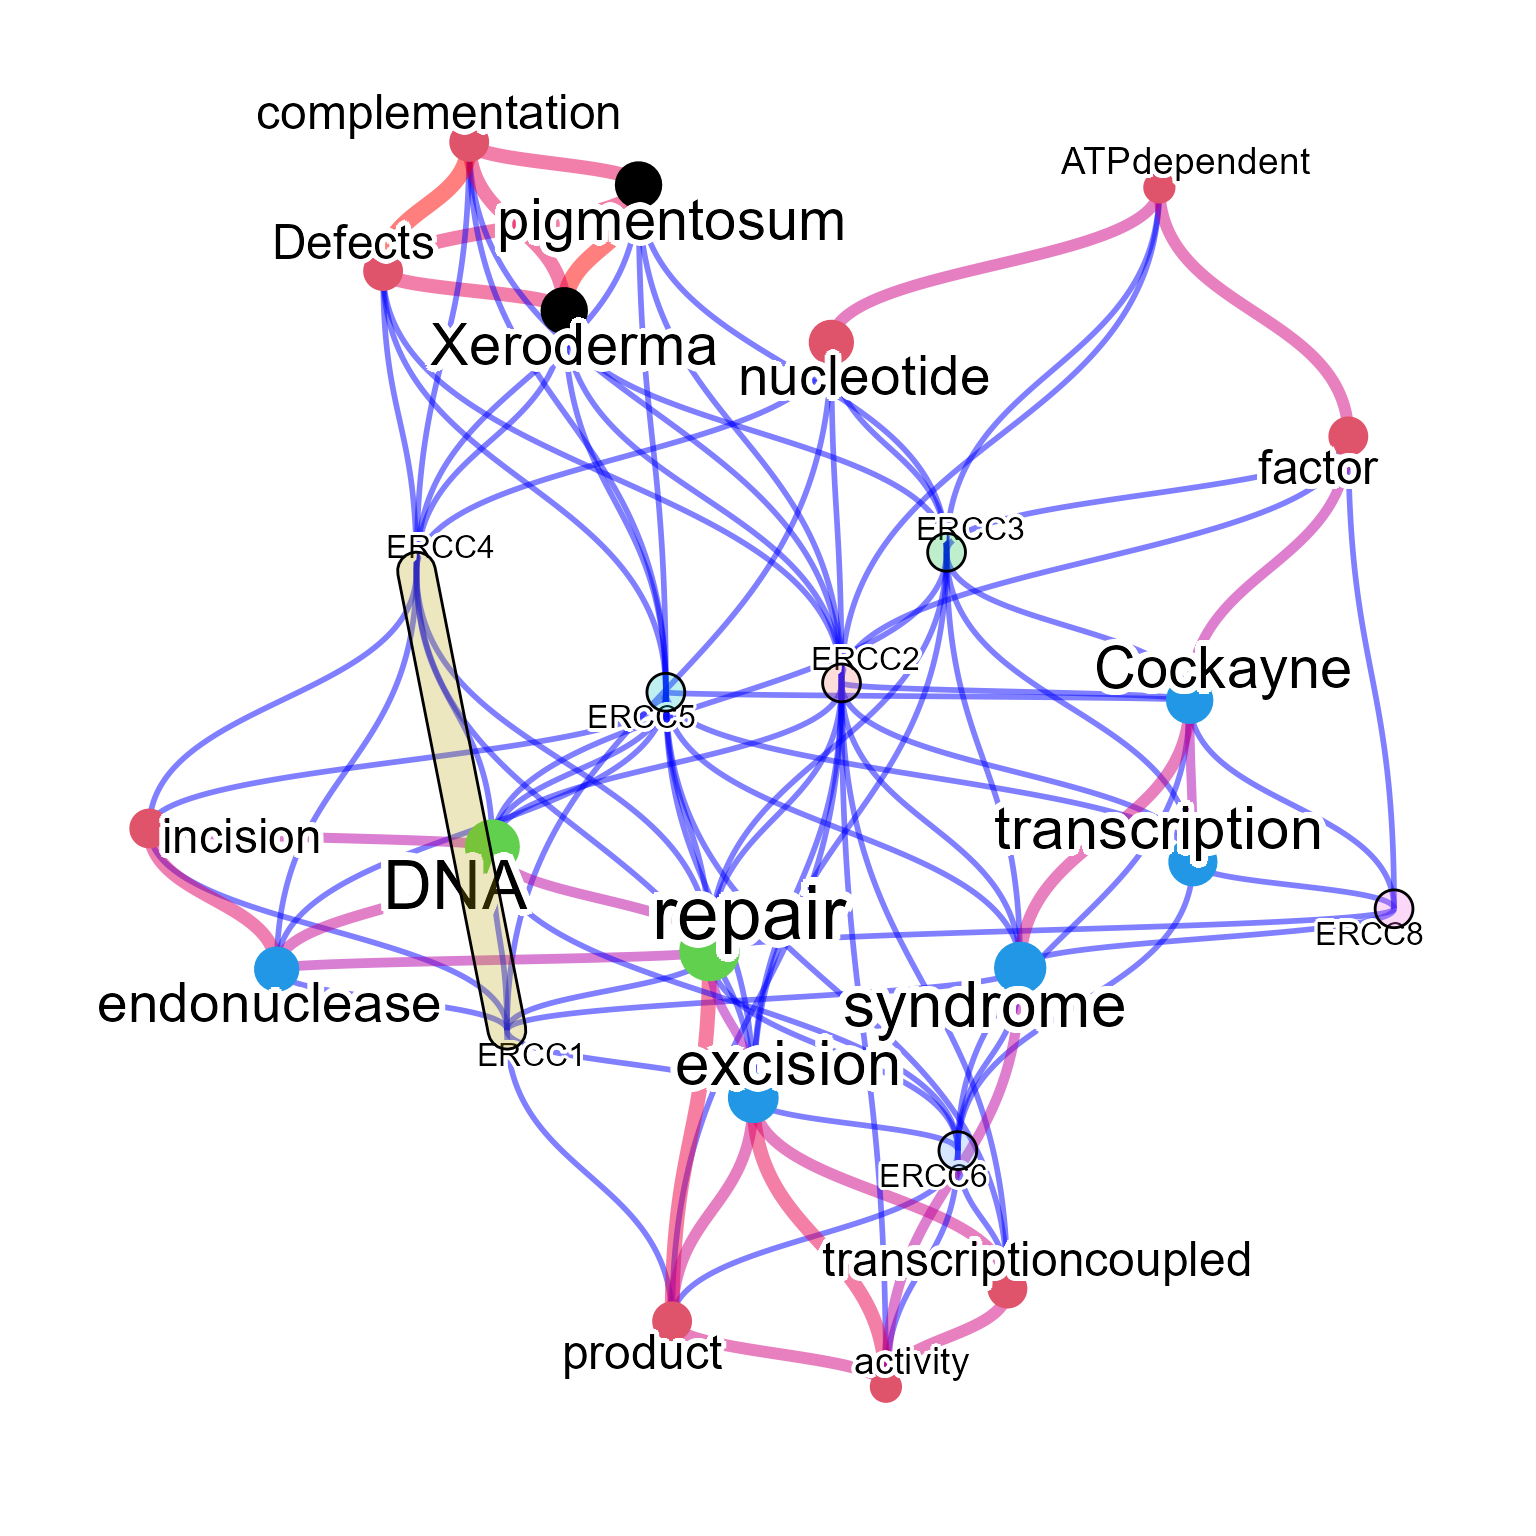 complementation
ATPdependent
pigmentosum
Defects
Xeroderma
nucleotide
factor
ERCC3
ERCC4
ERCC2
Cockayne
ERCC5
transcription
incision
DNA
repair
ERCC8
endonuclease
syndrome
ERCC1
excision
ERCC6
transcriptioncoupled
product
activity